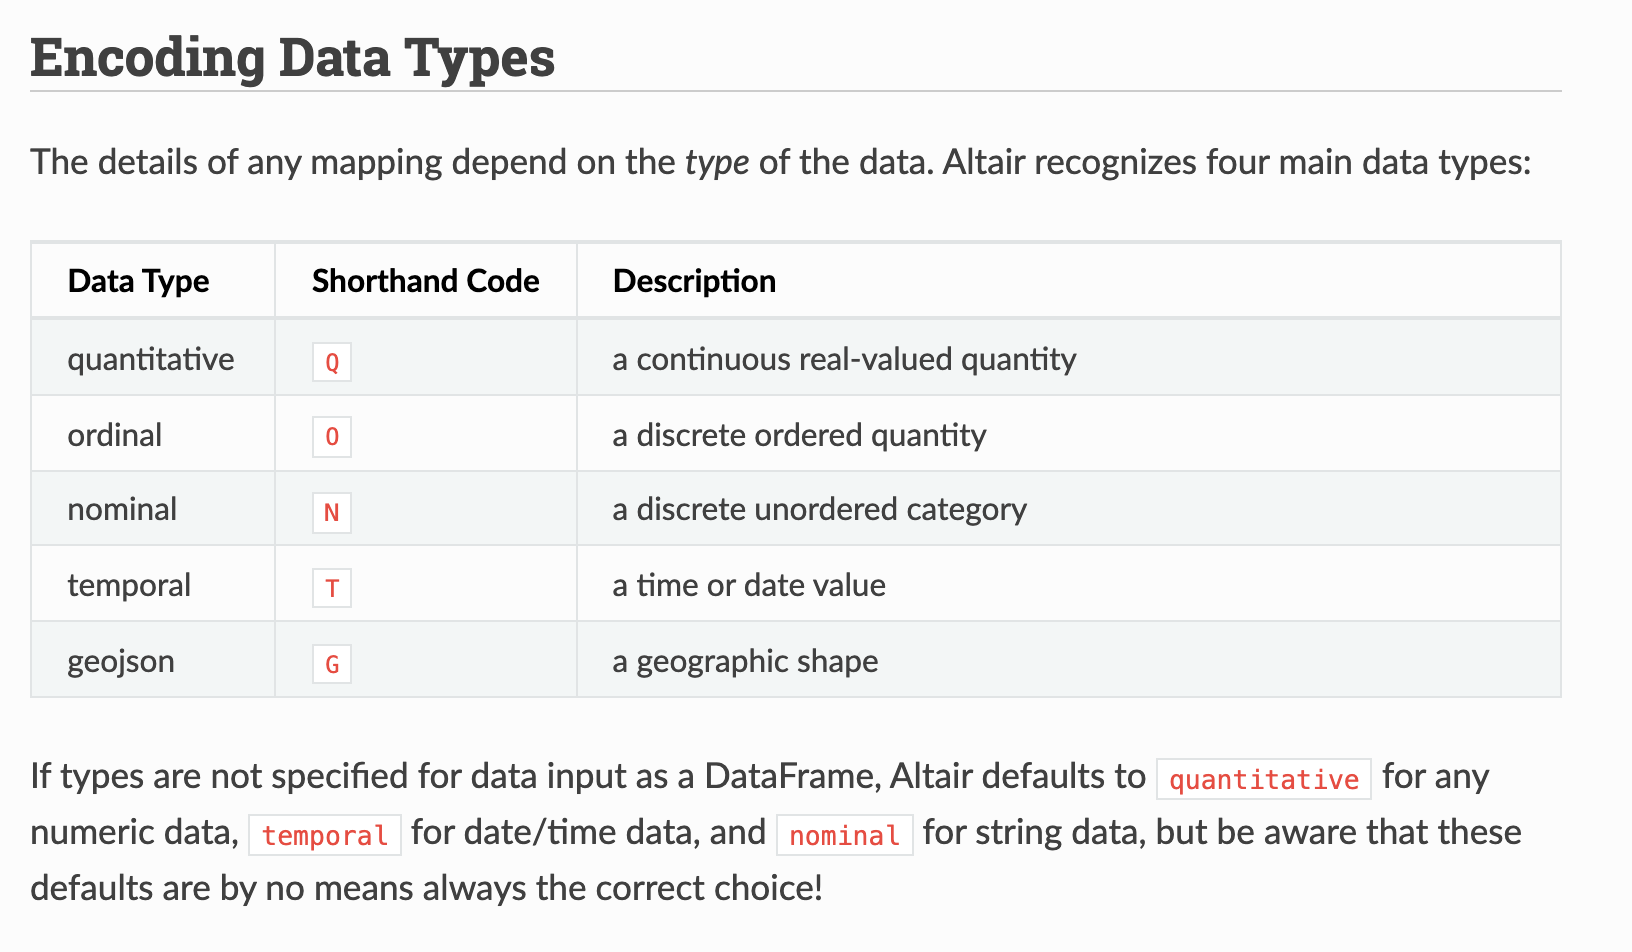 Encoding Data Types
The details of any mapping depend on the type of the data. Altair recognizes four main data types:
Data Type Shorthand Code Description
quantitative Q a continuous real-valued quantity
ordinal O a discrete ordered quantity
nominal N a discrete unordered category
temporal T a time or date value
geojson G a geographic shape
If types are not specified for data input as a DataFrame, Altair defaults to quantitative for any
numeric data, temporal for date/time data, and nominal for string data, but be aware that these
defaults are by no means always the correct choice!